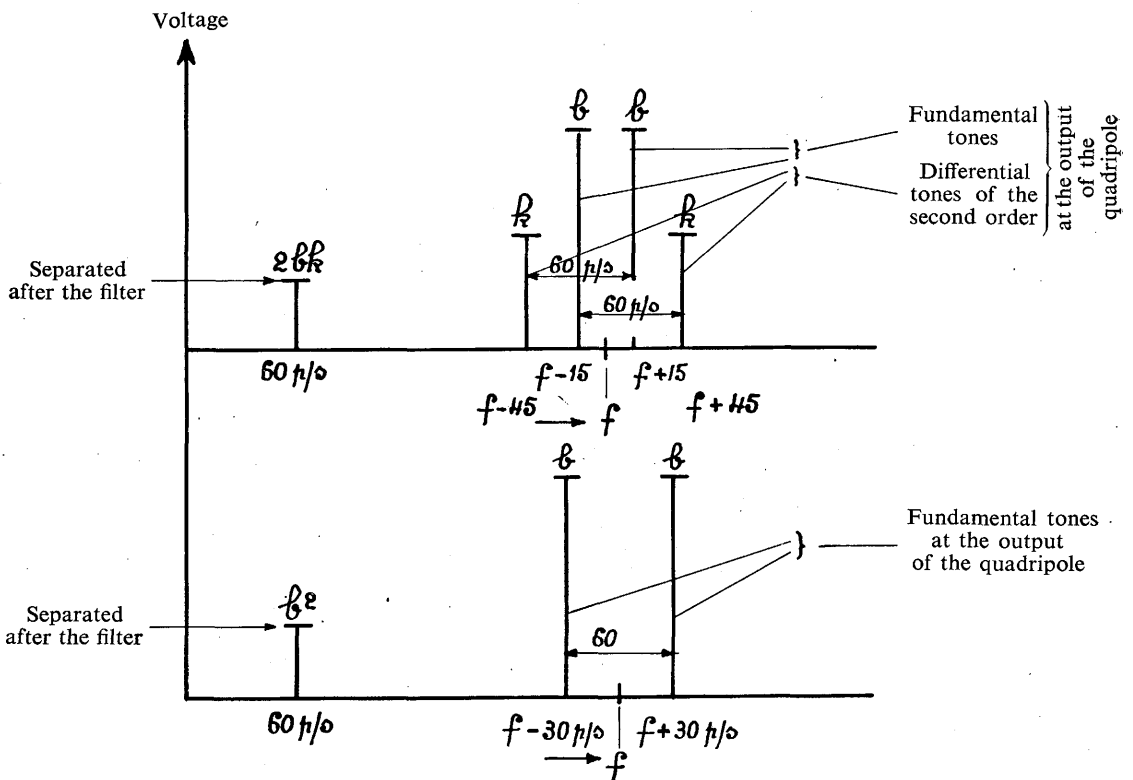 Voltage
b
b
Fundamental
tones
Differential
tones of the
second order
at the output
of the
quadripole
k
k
2bk
Separated
after the filter
60 p/s
60 p/s
60 p/s
f-15
f+15
f-45
f
f+45
b
b
Fundamental tones
at the output
of the quadripole
b2
Separated
after the filter
60
60 p/s
f-30 p/s
f+30 p/s
f